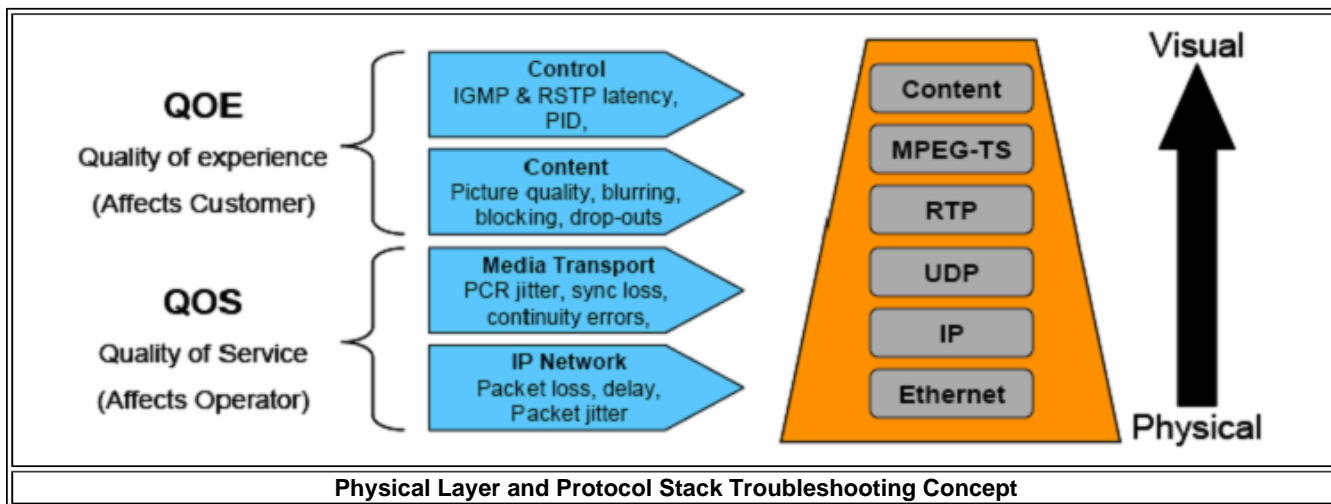 QOE
Quality of experience
(Affects Customer)
QOS
Quality of Service
(Affects Operator)
Control
IGMP & RSTP latency,
PID,
Content
Picture quality, blurring,
blocking, drop-outs
Media Transport
PCR jitter, sync loss,
continuity errors,
IP Network
Packet loss, delay,
Packet jitter
Content
MPEG-TS
RTP
UDP
IP
Ethernet
Visual
Physical
Physical Layer and Protocol Stack Troubleshooting Concept